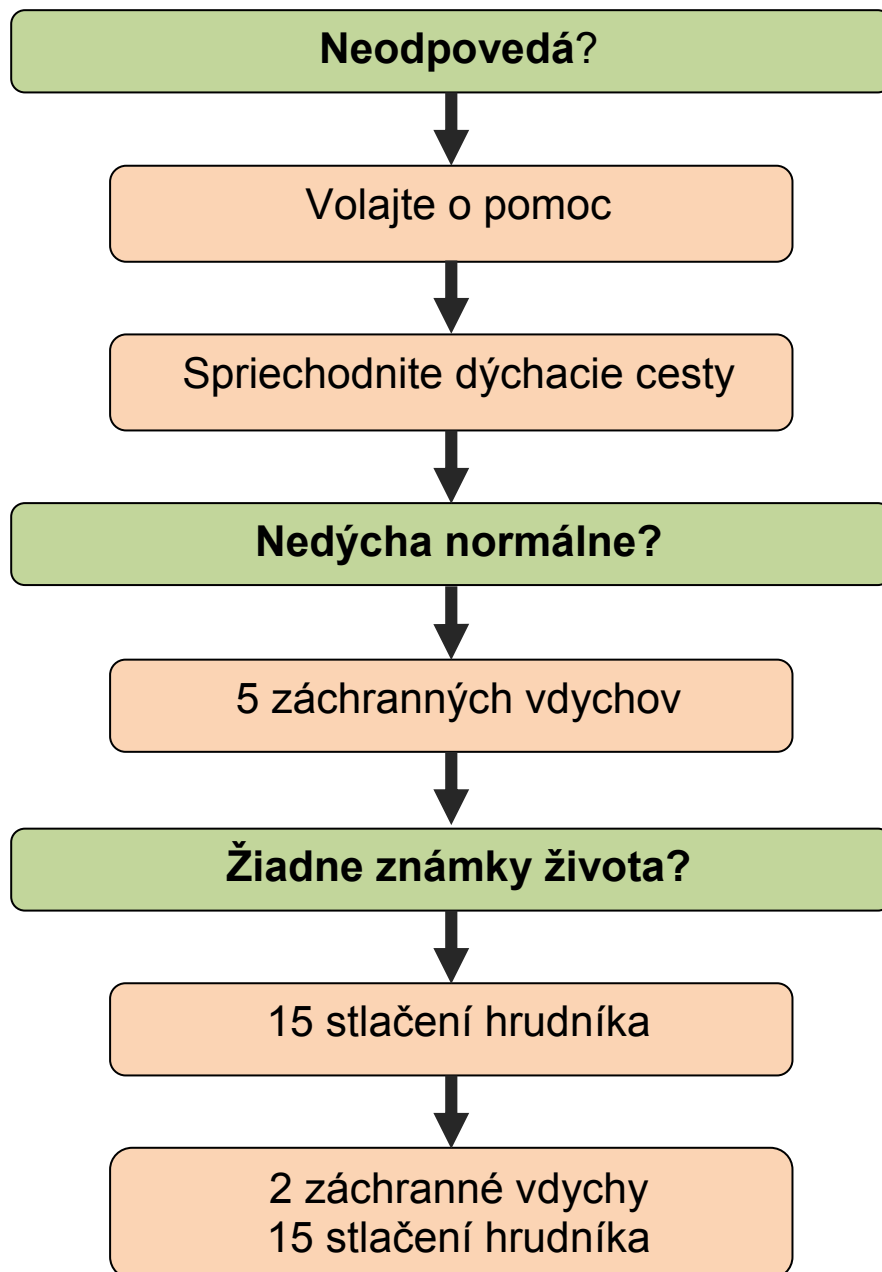 Neodpovedá?
Volajte o pomoc
Spriechodnite dýchacie cesty
Nedýcha normálne?
5 záchranných vdychov
Žiadne známky života?
15 stlačení hrudníka
2 záchranné vdychy
15 stlačení hrudníka